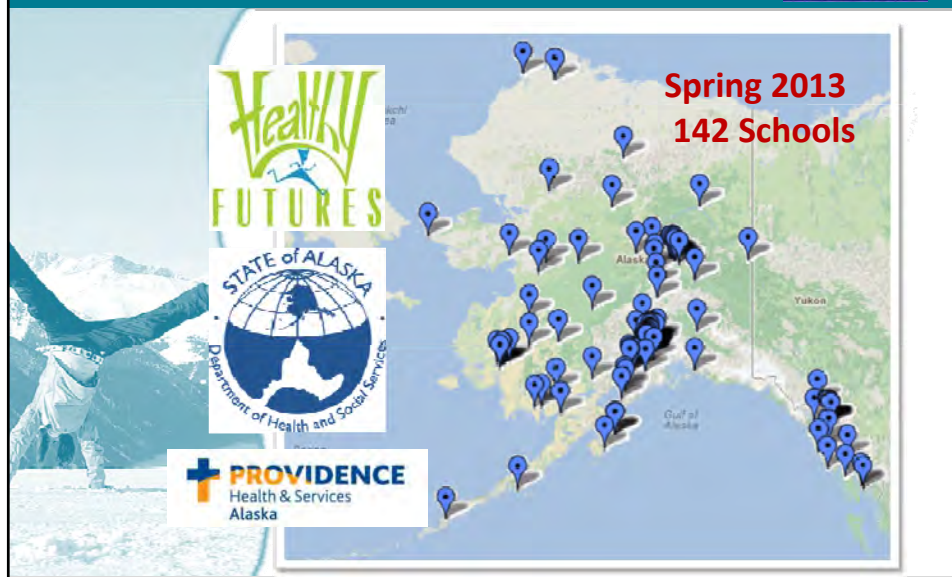 Spring 2013
142 Schools
Healthy
FUTURES
STATE of ALASKA
Department of Health and Social Services
PROVIDENCE
Health & Services
Alaska
Alaska
Yukon
Gulf of
Alaska